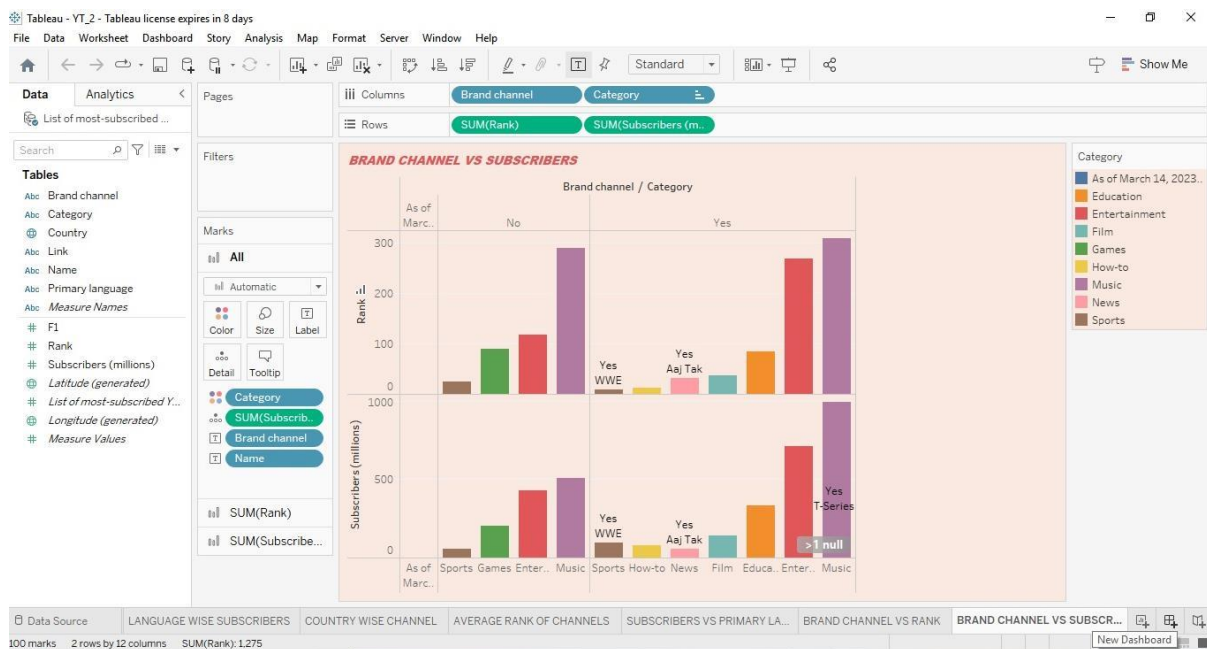 Tableau - YT_2 - Tableau license expires in 8 days
File Data Worksheet Dashboard Story Analysis Map Format Server Window Help
Standard
Show Me
Data Analytics
List of most-subscribed ...
Search
Tables
Abc Brand channel
Abc Category
Country
Abc Link
Abc Name
Abc Primary language
Abc Measure Names
# F1
# Rank
# Subscribers (millions)
Latitude (generated)
# List of most-subscribed Y...
Longitude (generated)
# Measure Values
Pages
Filters
Marks
All
Automatic
Color Size Label
Detail Tooltip
Category
SUM(Subscrib..
Brand channel
Name
SUM(Rank)
SUM(Subscribe...
Columns Brand channel Category
Rows SUM(Rank) SUM(Subscribers (m..
BRAND CHANNEL VS SUBSCRIBERS
Brand channel / Category
As of
Marc..
No
Yes
Rank
300
200
100
0
Yes
WWE
Yes
Aaj Tak
Subscribers (millions)
1000
500
0
Yes
WWE
Yes
Aaj Tak
Yes
T-Series
>1 null
As of
Marc..
Sports Games Enter.. Music Sports How-to News Film Educa.. Enter.. Music
Category
As of March 14, 2023..
Education
Entertainment
Film
Games
How-to
Music
News
Sports
Data Source LANGUAGE WISE SUBSCRIBERS COUNTRY WISE CHANNEL AVERAGE RANK OF CHANNELS SUBSCRIBERS VS PRIMARY LA... BRAND CHANNEL VS RANK BRAND CHANNEL VS SUBSCR...
New Dashboard
100 marks 2 rows by 12 columns SUM(Rank): 1,275